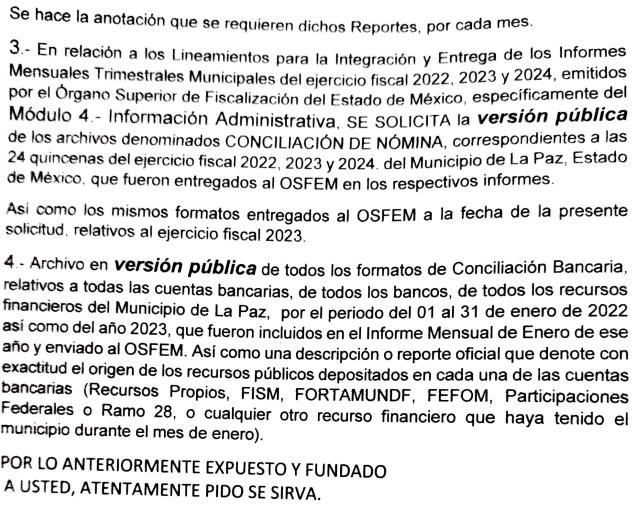 Se hace la anotación que se requieren dichos Reportes, por cada mes.
3.- En relación a los Lineamientos para la Integración y Entrega de los Informes
Mensuales Trimestrales Municipales del ejercicio fiscal 2022, 2023 y 2024, emitidos
por el Órgano Superior de Fiscalización del Estado de México, específicamente del
Módulo 4.- Información Administrativa, SE SOLICITA la versión pública
de los archivos denominados CONCILIACIÓN DE NÓMINA, correspondientes a las
24 quincenas del ejercicio fiscal 2022, 2023 y 2024. del Municipio de La Paz, Estado
de México, que fueron entregados al OSFEM en los respectivos informes.
Así como los mismos formatos entregados al OSFEM a la fecha de la presente
solicitud, relativos al ejercicio fiscal 2023.
4.- Archivo en versión pública de todos los formatos de Conciliación Bancaria,
relativos a todas las cuentas bancarias, de todos los bancos, de todos los recursos
financieros del Municipio de La Paz, por el periodo del 01 al 31 de enero de 2022
así como del año 2023, que fueron incluidos en el Informe Mensual de Enero de ese
año y enviado al OSFEM. Así como una descripción o reporte oficial que denote con
exactitud el origen de los recursos públicos depositados en cada una de las cuentas
bancarias (Recursos Propios, FISM, FORTAMUNDF, FEFOM, Participaciones
Federales o Ramo 28, o cualquier otro recurso financiero que haya tenido el
municipio durante el mes de enero).
POR LO ANTERIORMENTE EXPUESTO Y FUNDADO
A USTED, ATENTAMENTE PIDO SE SIRVA.